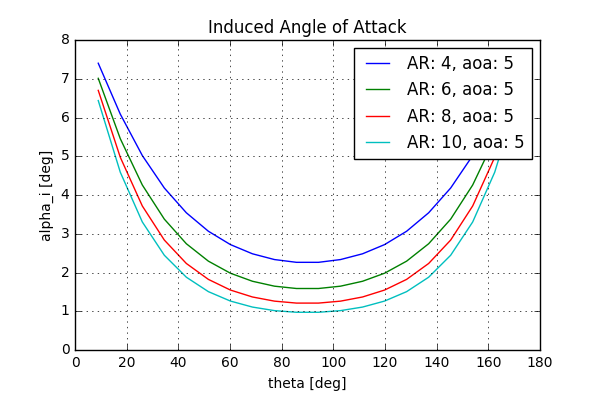 Induced Angle of Attack
8
7
6
5
4
3
2
1
0
alpha_i [deg]
AR: 4, aoa: 5
AR: 6, aoa: 5
AR: 8, aoa: 5
AR: 10, aoa: 5
0 20 40 60 80 100 120 140 160 180
theta [deg]